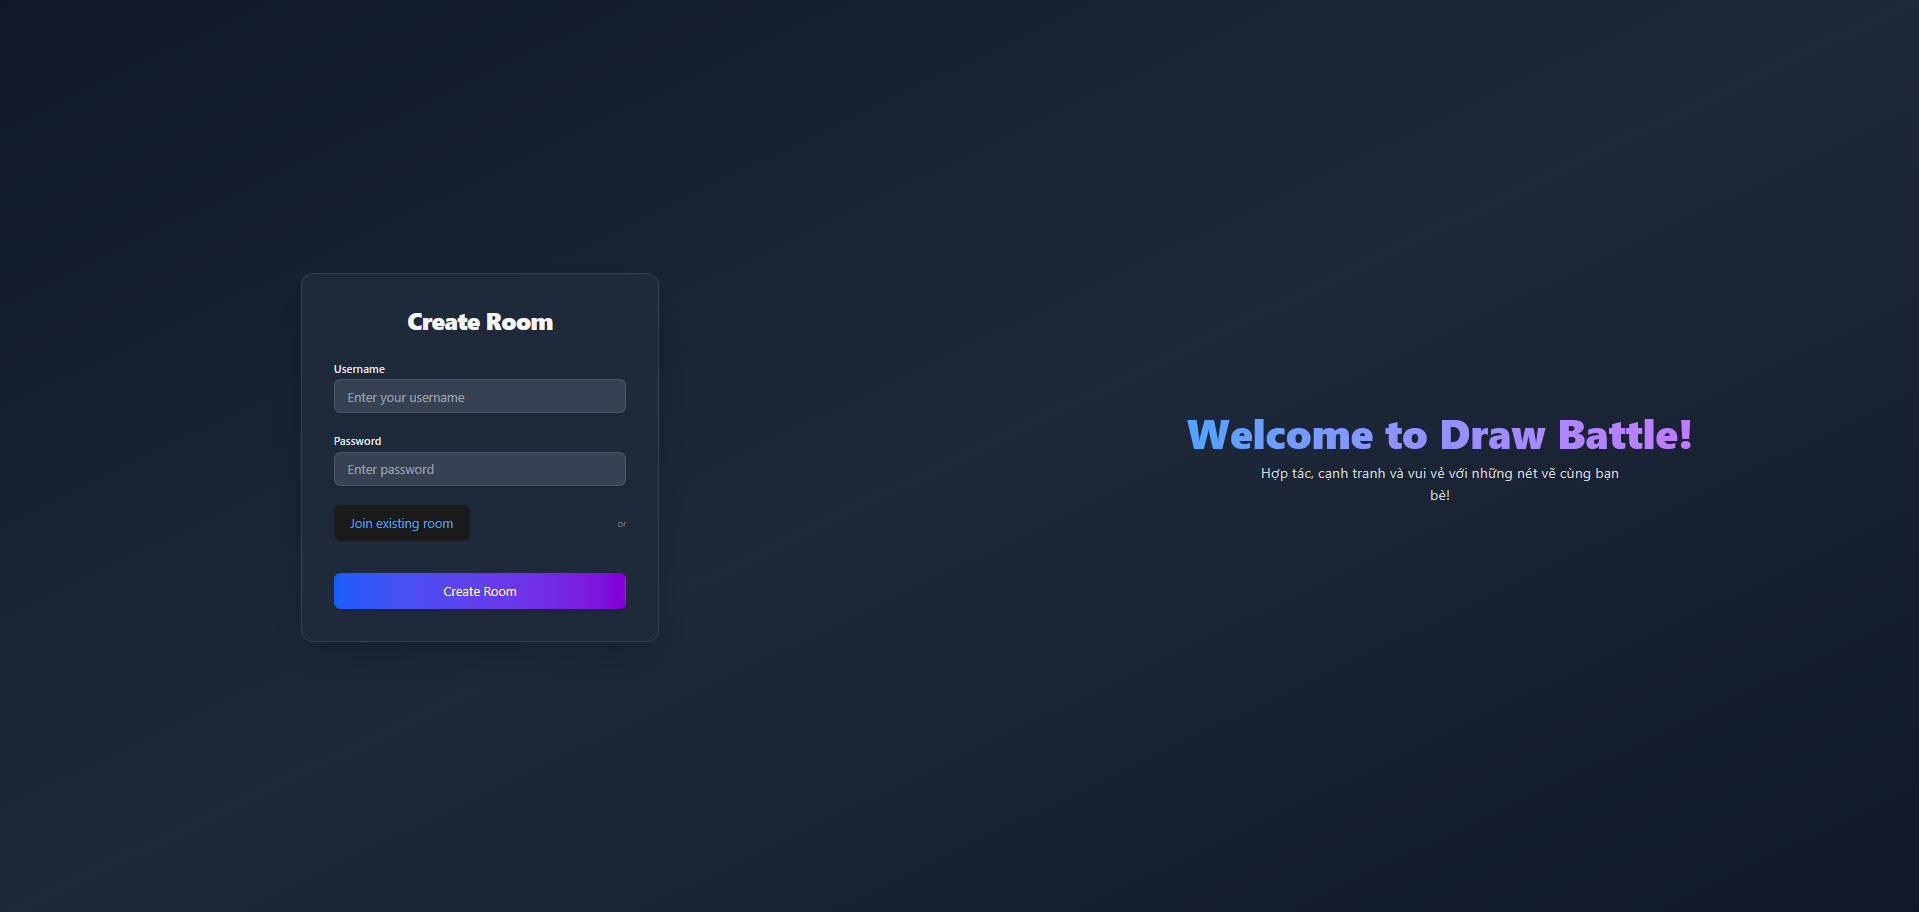 Create Room
Username
Enter your username
Password
Enter password
Join existing room
or
Create Room
Welcome to Draw Battle!
Hợp tác, cạnh tranh và vui vẻ với những nét vẽ cùng bạn
bè!